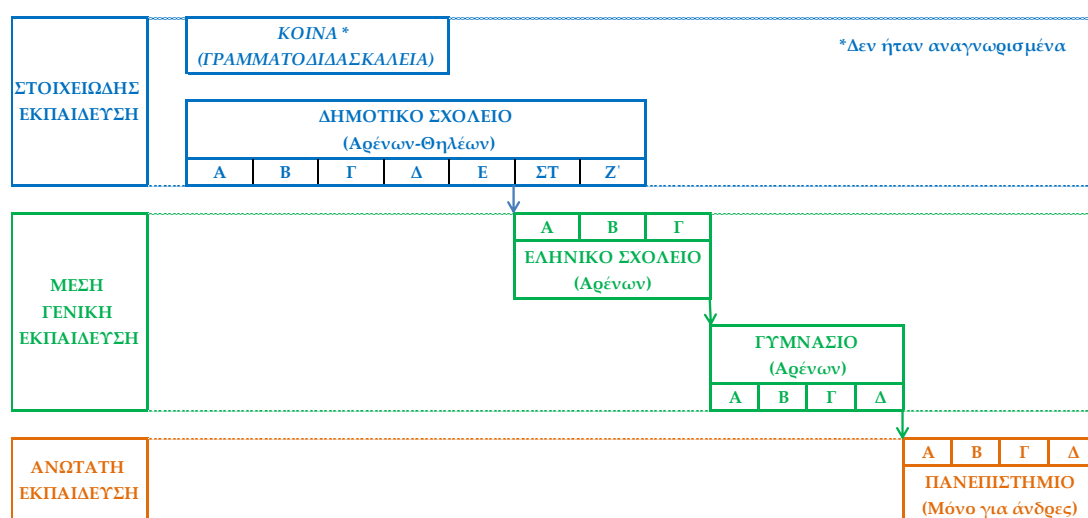 ΚΟΙΝΑ *
(ΓΡΑΜΜΑΤΟΔΙΔΑΣΚΑΛΕΙΑ)
*Δεν ήταν αναγνωρισμένα
ΣΤΟΙΧΕΙΩΔΗΣ
ΕΚΠΑΙΔΕΥΣΗ
ΔΗΜΟΤΙΚΟ ΣΧΟΛΕΙΟ
(Αρένων-Θηλέων)
Α Β Γ Δ Ε ΣΤ Ζ'
Α Β Γ
ΕΛΗΝΙΚΟ ΣΧΟΛΕΙΟ
(Αρένων)
ΜΕΣΗ
ΓΕΝΙΚΗ
ΕΚΠΑΙΔΕΥΣΗ
ΓΥΜΝΑΣΙΟ
(Αρένων)
Α Β Γ Δ
ΑΝΩΤΑΤΗ
ΕΚΠΑΙΔΕΥΣΗ
Α Β Γ Δ
ΠΑΝΕΠΙΣΤΗΜΙΟ
(Μόνο για άνδρες)